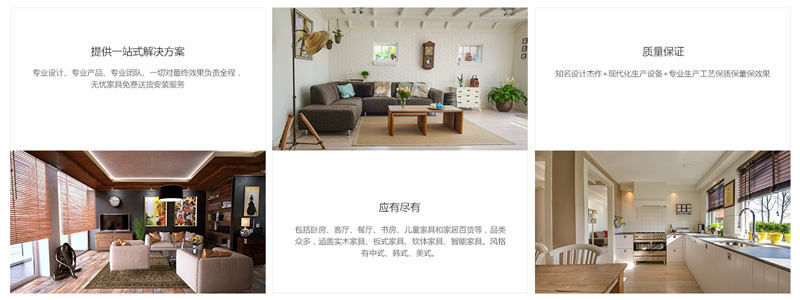 提供一站式解决方案
专业设计、专业产品、专业团队、一切对最终效果负责全程，
无忧家具免费送货安装服务
质量保证
知名设计杰作+现代化生产设备+专业生产工艺保质保量保效果
应有尽有
包括卧房、客厅、餐厅、书房、儿童家具和家居百货等，品类
众多，涵盖实木家具、板式家具、软体家具、智能家具。风格
有中式、韩式、美式。